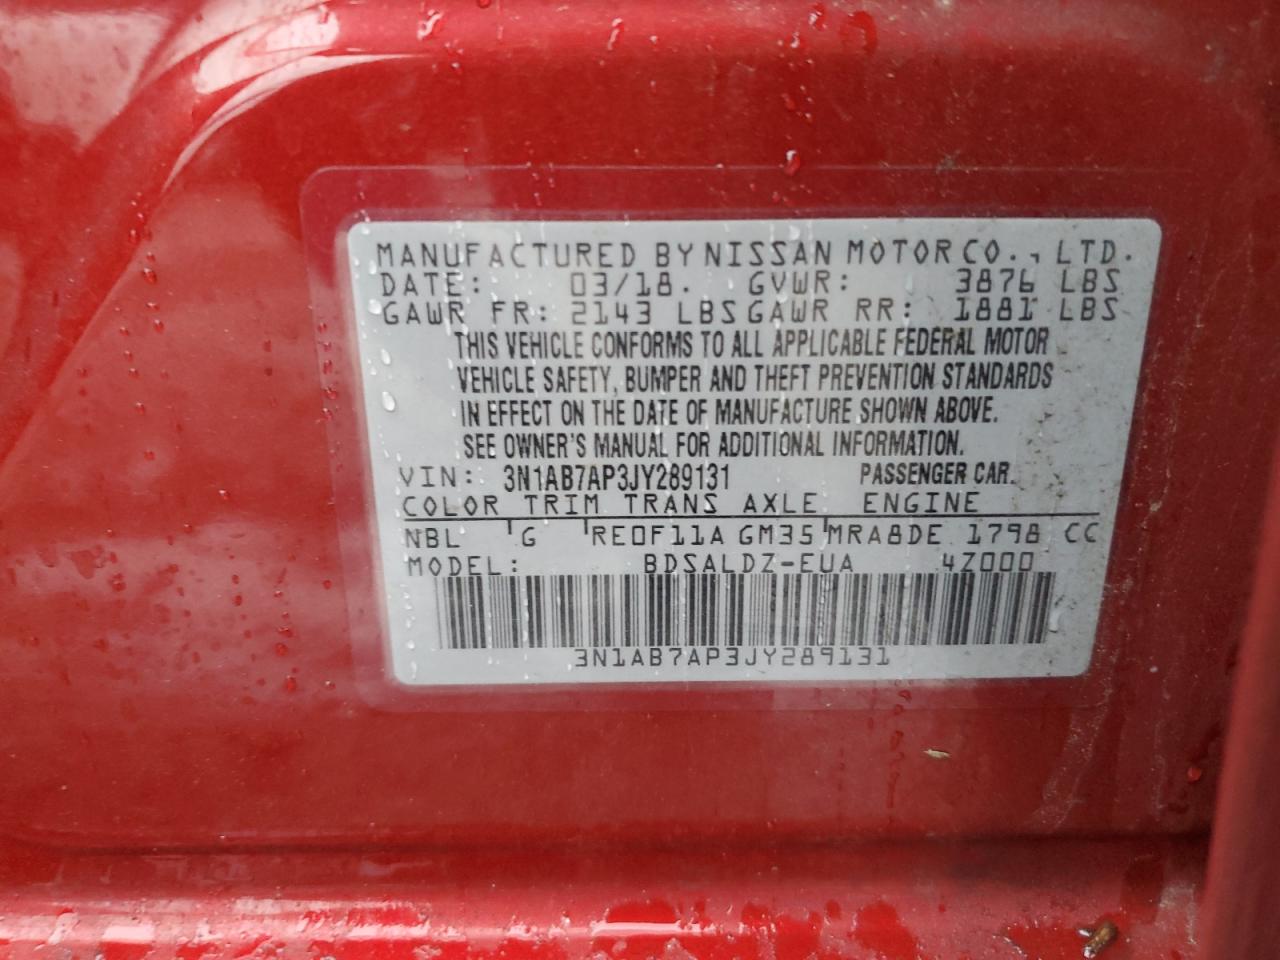 MANUFACTURED BY NISSAN MOTOR CO., LTD.
DATE: 03/18. GVWR: 3876 LBS
GAWR FR: 2143 LBS GAWR RR: 1881 LBS
THIS VEHICLE CONFORMS TO ALL APPLICABLE FEDERAL MOTOR
VEHICLE SAFETY, BUMPER AND THEFT PREVENTION STANDARDS
IN EFFECT ON THE DATE OF MANUFACTURE SHOWN ABOVE.
SEE OWNER'S MANUAL FOR ADDITIONAL INFORMATION.
VIN: 3N1AB7AP3JY289131 PASSENGER CAR.
COLOR TRIM TRANS AXLE ENGINE
NBL G RE0F11A GM35 MRA8DE 1798 CC
MODEL: BDSALDZ-EUA 4Z000
3N1AB7AP3JY289131